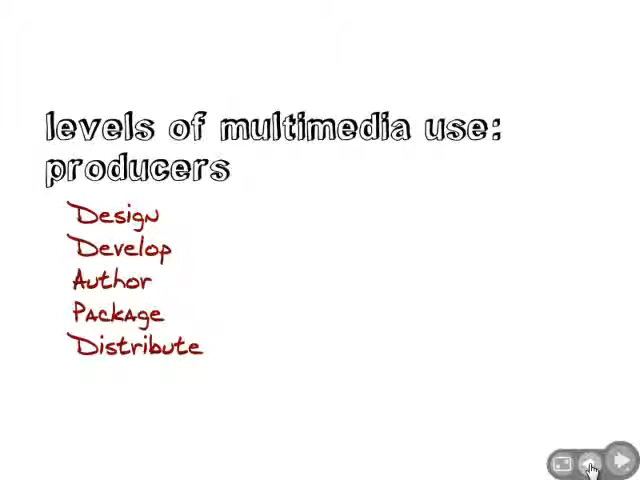 levels of multimedia use:
producers
Design
Develop
Author
Package
Distribute